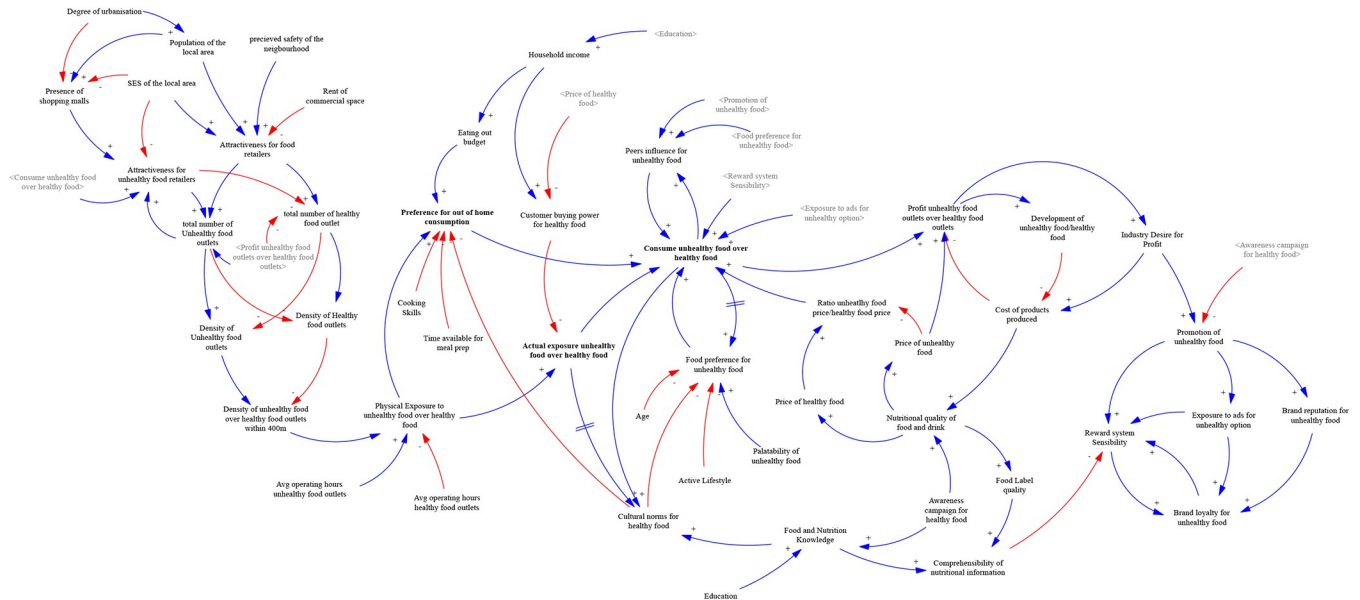 Degree of urbanisation
Population of the
local area
precieved safety of the
neigbourhood
Presence of
shopping malls
SES of the local area
Rent of
commercial space
Attractiveness for food
retailers
Attractiveness for
unhealthy food retailers
<Consume unhealthy food
over healthy food>
total number of
Unhealthy food
outlets
total number of healthy
food outlet
<Profit unhealthy food
outlets over healthy food
outlets>
Density of
Unhealthy food
outlets
Density of Healthy
food outlets
Density of unhealthy food
over healthy food outlets
within 400m
Physical Exposure to
unhealthy food over healthy
food
Avg operating hours
unhealthy food outlets
Avg operating hours
healthy food outlets
<Education>
Household income
<Price of healthy
food>
Eating out
budget
Preference for out of home
consumption
Customer buying power
for healthy food
Cooking
Skills
Time available for
meal prep
Actual exposure unhealthy
food over healthy food
<Promotion of
unhealthy food>
<Food preference for
unhealthy food>
Peers influence for
unhealthy food
<Reward system
Sensibility>
<Exposure to ads for
unhealthy option>
Consume unhealthy food over
healthy food
Food preference for
unhealthy food
Age
Active Lifestyle
Palatability of
unhealthy food
Cultural norms for
healthy food
Food and Nutrition
Knowledge
Education
Profit unhealthy food
outlets over healthy food
outlets
Development of
unhealthy food/healthy
food
Industry Desire for
Profit
<Awareness campaign
for healthy food>
Ratio unheatlhy food
price/healthy food price
Price of unhealthy
food
Cost of products
produced
Promotion of
unhealthy food
Price of healthy food
Nutritional quality of
food and drink
Food Label
quality
Awareness
campaign for
healthy food
Comprehensibility of
nutritional information
Reward system
Sensibility
Exposure to ads for
unhealthy option
Brand reputation for
unhealthy food
Brand loyalty for
unhealthy food